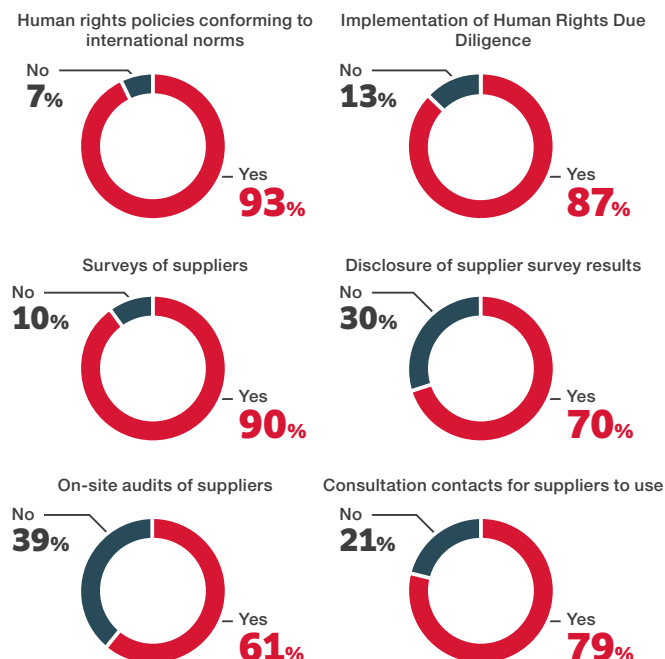 Human rights policies conforming to
international norms
No
7%
Yes
93%
Implementation of Human Rights Due
Diligence
No
13%
Yes
87%
Surveys of suppliers
No
10%
Yes
90%
Disclosure of supplier survey results
No
30%
Yes
70%
On-site audits of suppliers
No
39%
Yes
61%
Consultation contacts for suppliers to use
No
21%
Yes
79%